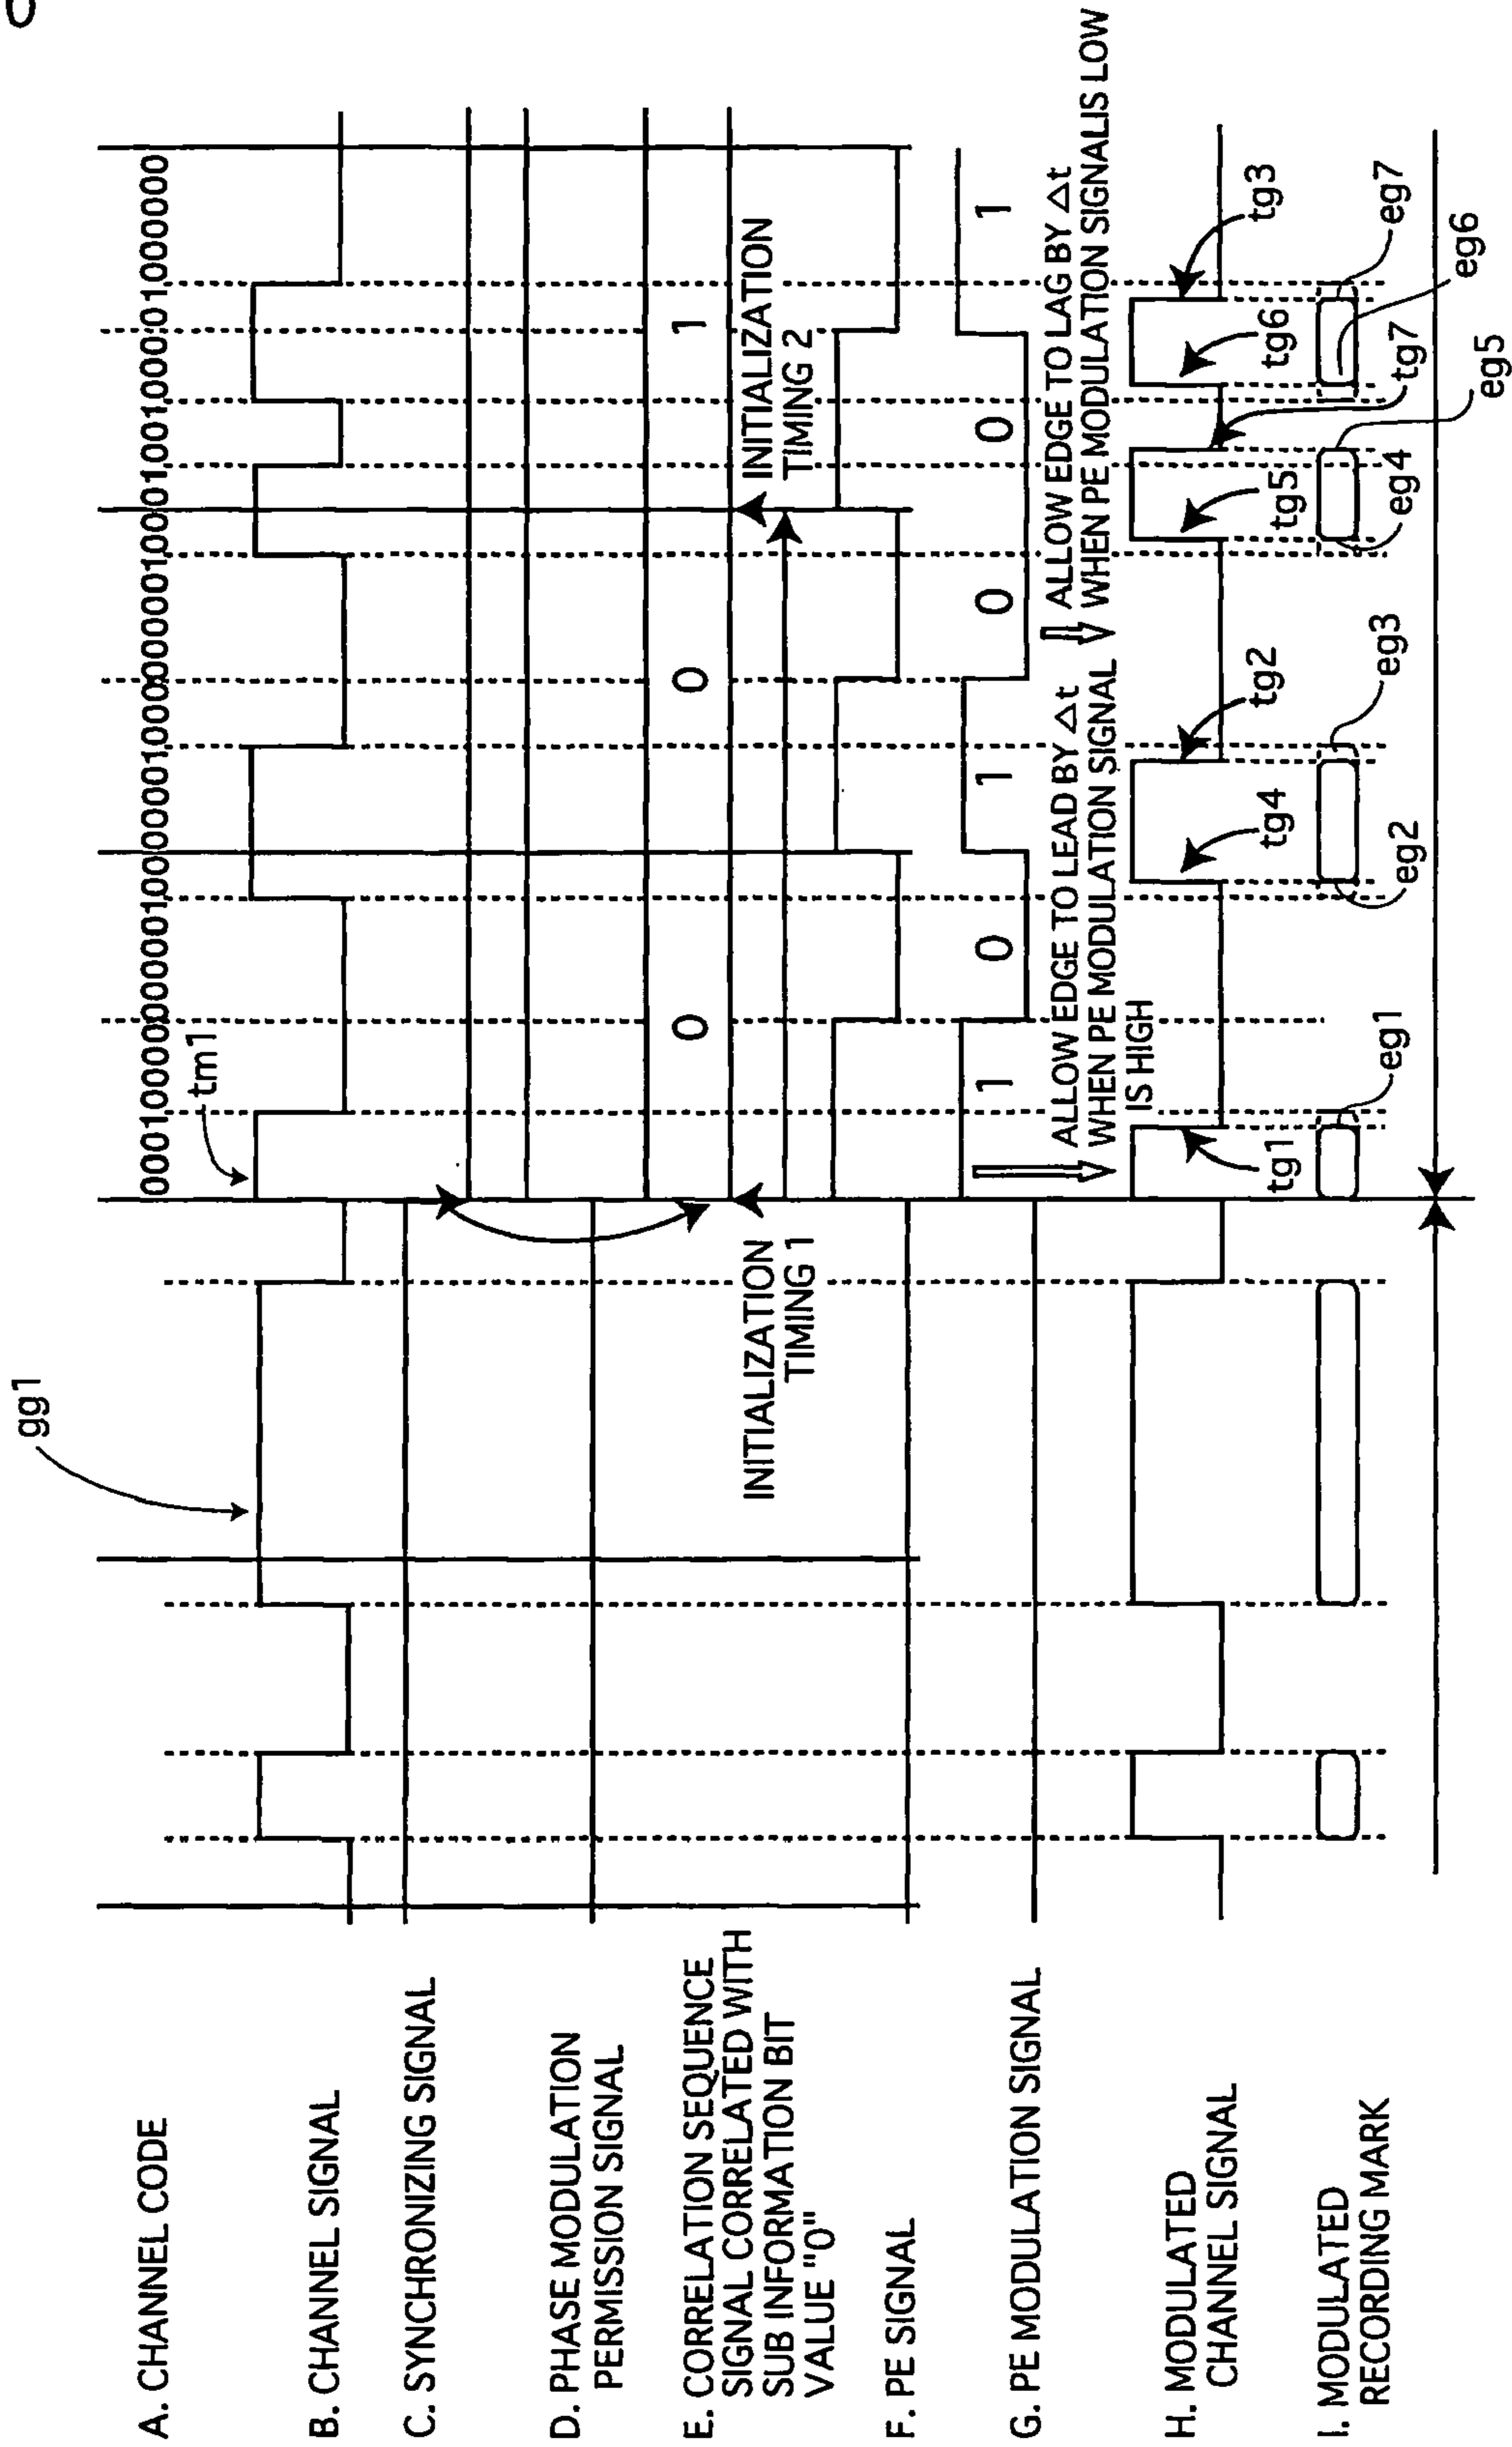 gg1
tm1
A. CHANNEL CODE
000100000000010000001000000001000100100001000000
B. CHANNEL SIGNAL
C. SYNCHRONIZING SIGNAL
D. PHASE MODULATION
PERMISSION SIGNAL
E. CORRELATION SEQUENCE
SIGNAL CORRELATED WITH
SUB INFORMATION BIT
VALUE "0"
0 0 1
INITIALIZATION
TIMING 1
INITIALIZATION
TIMING 2
F. PE SIGNAL
G. PE MODULATION SIGNAL
1 0 1 0 0 1
ALLOW EDGE TO LEAD BY △t
WHEN PE MODULATION SIGNAL
IS HIGH
ALLOW EDGE TO LAG BY △t
WHEN PE MODULATION SIGNALIS LOW
H. MODULATED
CHANNEL SIGNAL
tg1 tg4 tg2 tg5 tg7 tg6 tg3
I. MODULATED
RECORDING MARK
eg1 eg2 eg3 eg4 eg5 eg6 eg7